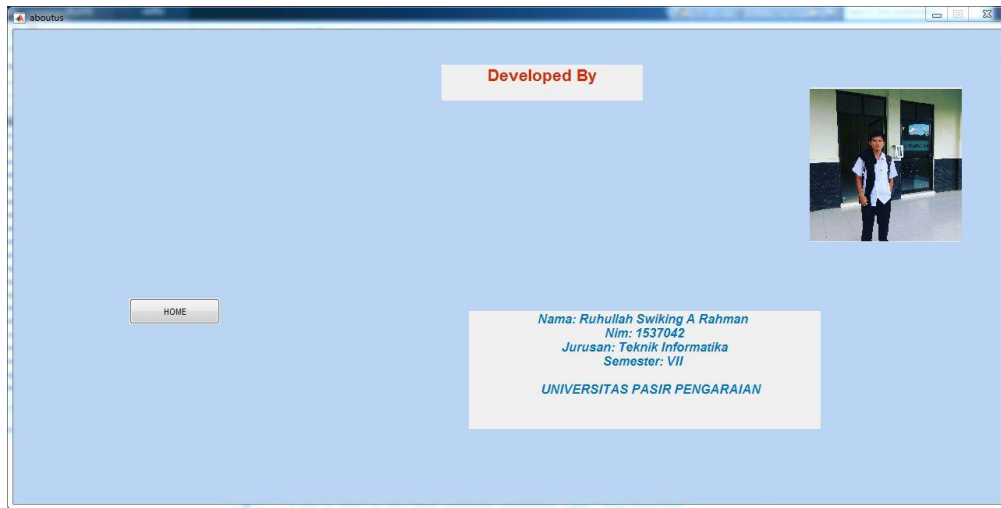 aboutus
Developed By
HOME
Nama: Ruhullah Swiking A Rahman
Nim: 1537042
Jurusan: Teknik Informatika
Semester: VII
UNIVERSITAS PASIR PENGARAIAN